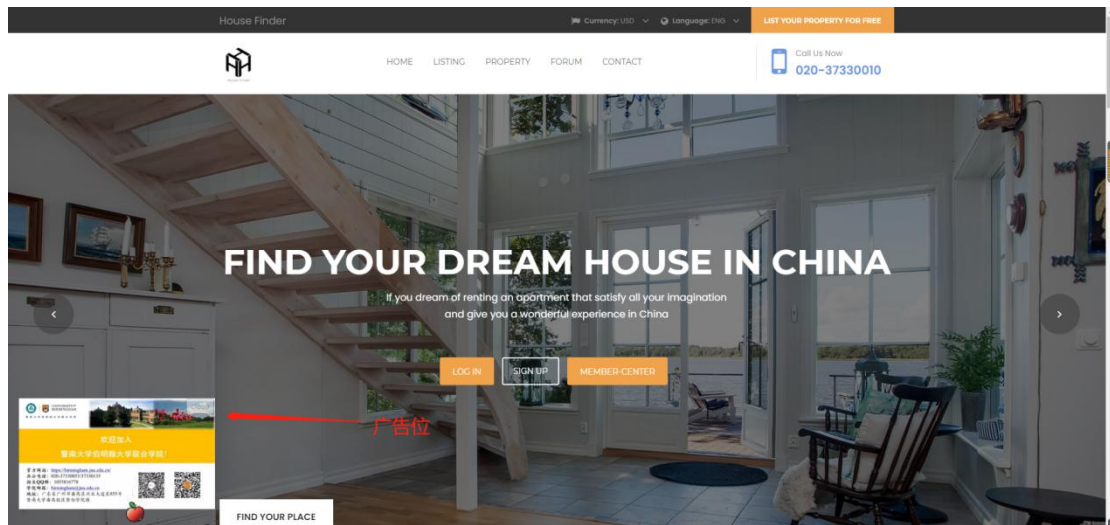 House Finder
Currency: USD
Language: ENG
LIST YOUR PROPERTY FOR FREE
HOME LISTING PROPERTY FORUM CONTACT
Call Us Now
020-37330010
FIND YOUR DREAM HOUSE IN CHINA
If you dream of renting an apartment that satisfy all your imagination
and give you a wonderful experience in China
LOG IN SIGN UP MEMBER-CENTER
广告位
欢迎加入
暨南大学伯明翰大学联合学院!
FIND YOUR PLACE